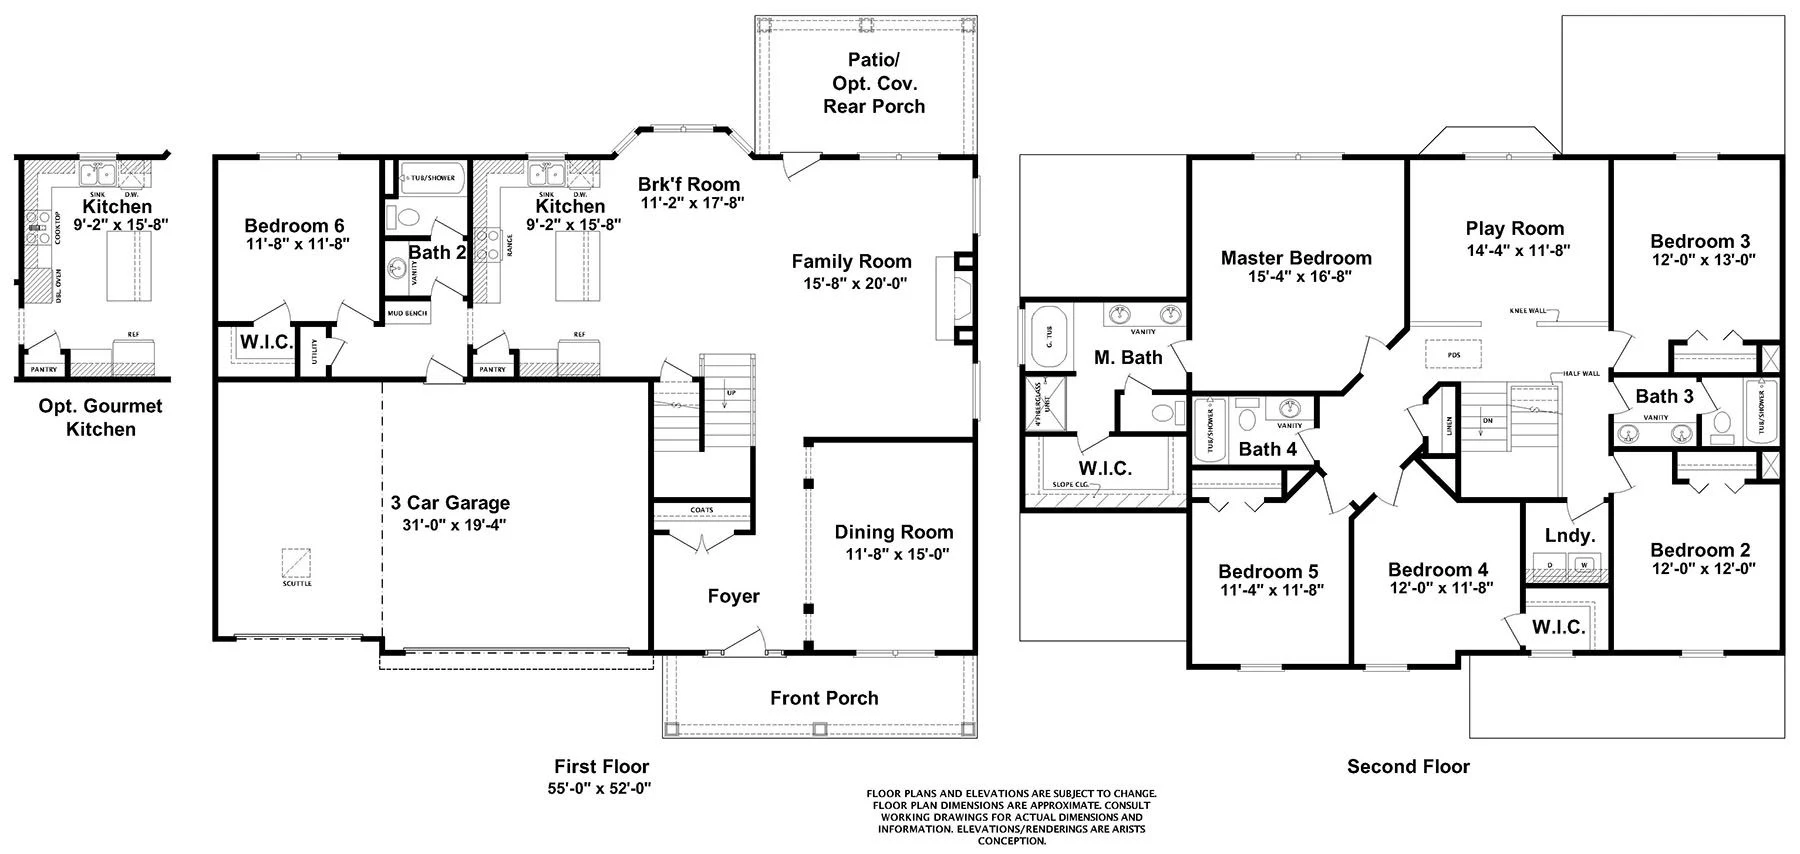 SINK
D.W.
Kitchen
9'-2" x 15'-8"
COOKTOP
DBL. OVEN
REF
PANTRY
Opt. Gourmet
Kitchen
Patio/
Opt. Cov.
Rear Porch
Bedroom 6
11'-8" x 11'-8"
TUB/SHOWER
Bath 2
VANITY
MUD BENCH
W.I.C.
UTILITY
SINK
D.W.
Kitchen
9'-2" x 15'-8"
RANGE
REF
PANTRY
Brk'f Room
11'-2" x 17'-8"
Family Room
15'-8" x 20'-0"
UP
3 Car Garage
31'-0" x 19'-4"
SCUTTLE
COATS
Foyer
Dining Room
11'-8" x 15'-0"
Front Porch
First Floor
55'-0" x 52'-0"
Master Bedroom
15'-4" x 16'-8"
Play Room
14'-4" x 11'-8"
KNEE WALL
PDS
HALF WALL
Bedroom 3
12'-0" x 13'-0"
G. TUB
VANITY
M. Bath
4' FIBERGLASS
UNIT
W.I.C.
SLOPE CLG.
TUB/SHOWER
VANITY
Bath 4
LINEN
DN
Bath 3
VANITY
TUB/SHOWER
Bedroom 5
11'-4" x 11'-8"
Bedroom 4
12'-0" x 11'-8"
Lndy.
D
W
W.I.C.
Bedroom 2
12'-0" x 12'-0"
Second Floor
FLOOR PLANS AND ELEVATIONS ARE SUBJECT TO CHANGE.
FLOOR PLAN DIMENSIONS ARE APPROXIMATE. CONSULT
WORKING DRAWINGS FOR ACTUAL DIMENSIONS AND
INFORMATION. ELEVATIONS/RENDERINGS ARE ARISTS
CONCEPTION.